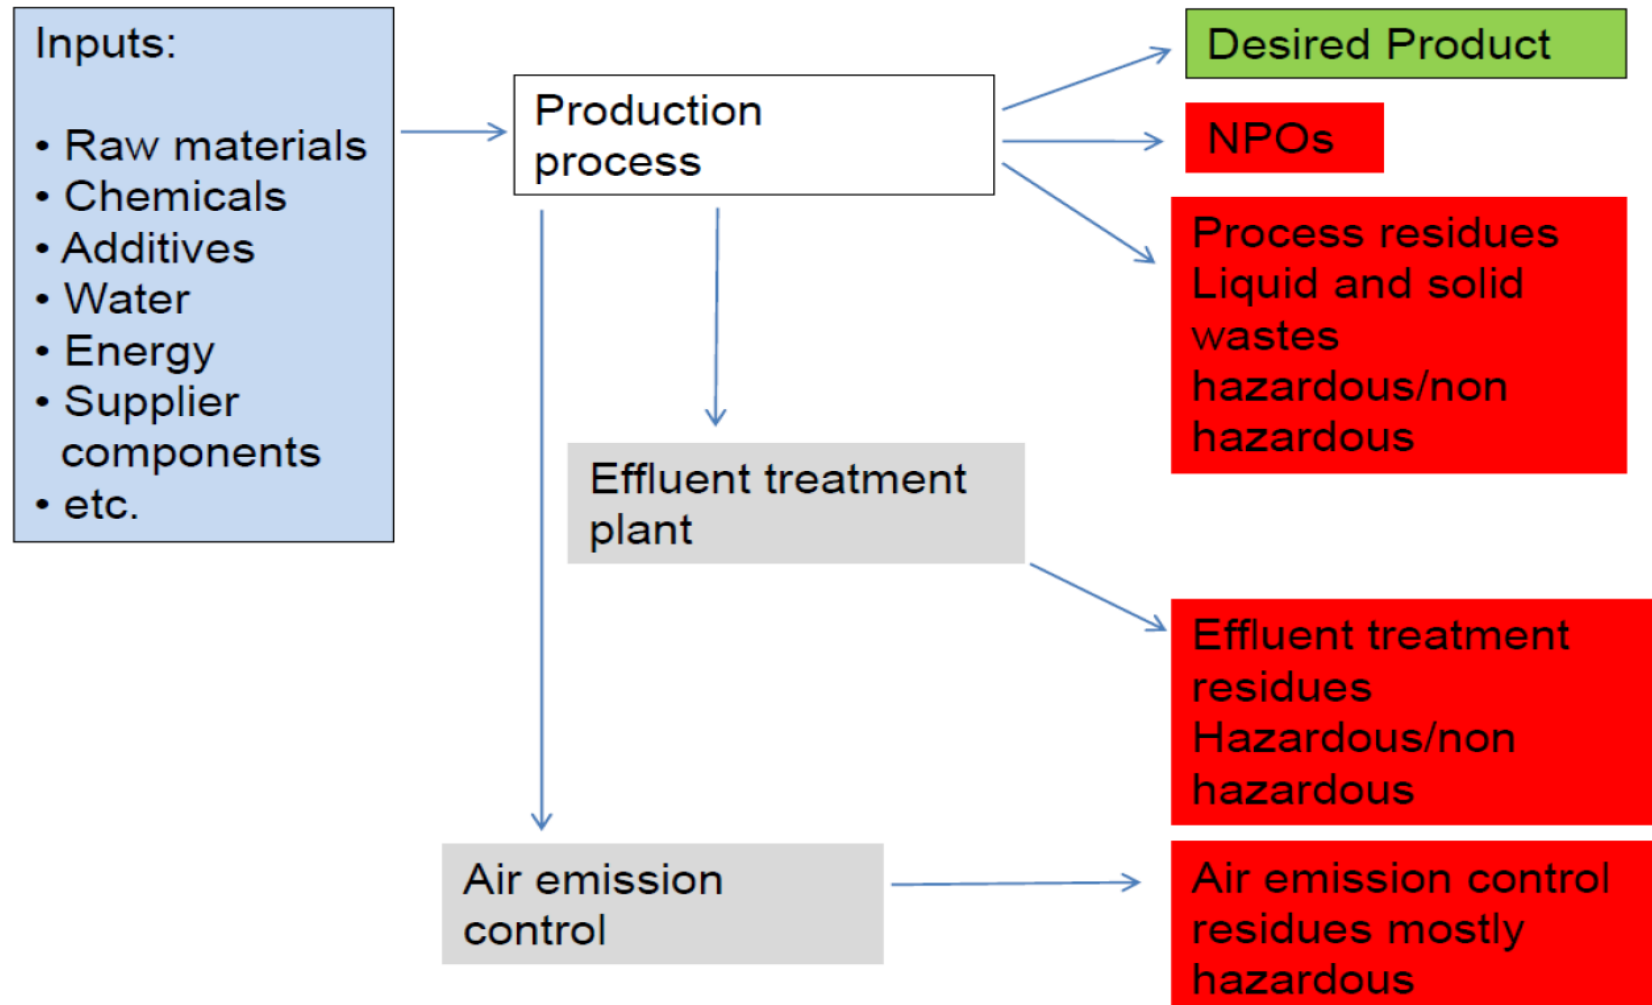 Inputs:
• Raw materials
• Chemicals
• Additives
• Water
• Energy
• Supplier
components
• etc.
Production
process
Desired Product
NPOs
Process residues
Liquid and solid
wastes
hazardous/non
hazardous
Effluent treatment
plant
Effluent treatment
residues
Hazardous/non
hazardous
Air emission
control
Air emission control
residues mostly
hazardous